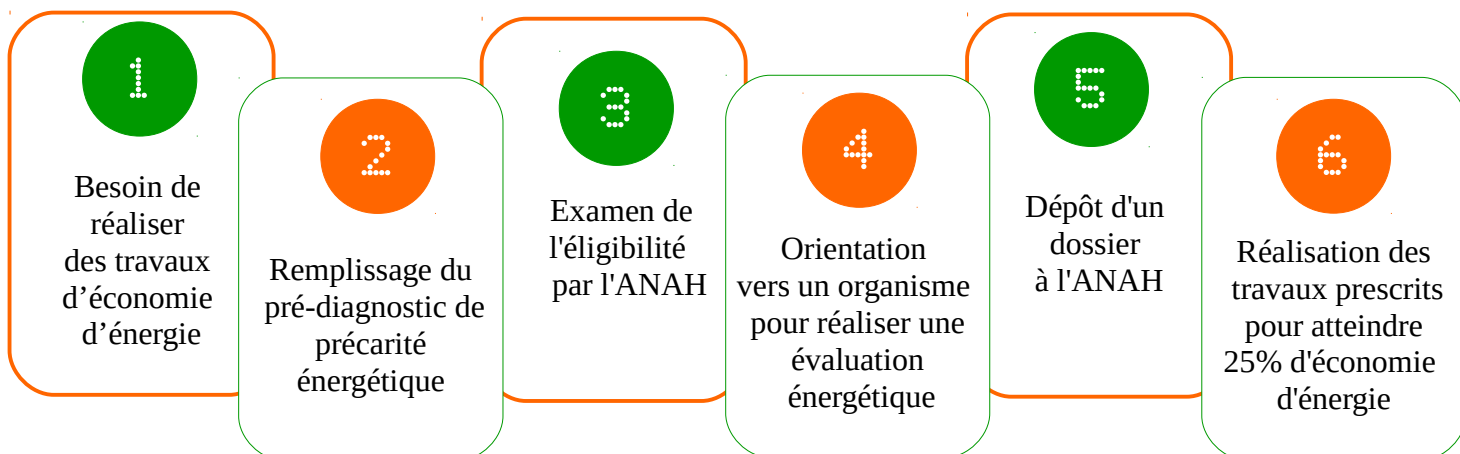 1
Besoin de
réaliser
des travaux
d’économie
d’énergie
2
Remplissage du
pré-diagnostic de
précarité
énergétique
3
Examen de
l'éligibilité
par l'ANAH
4
Orientation
vers un organisme
pour réaliser une
évaluation
énergétique
5
Dépôt d'un
dossier
à l'ANAH
6
Réalisation des
travaux prescrits
pour atteindre
25% d'économie
d'énergie